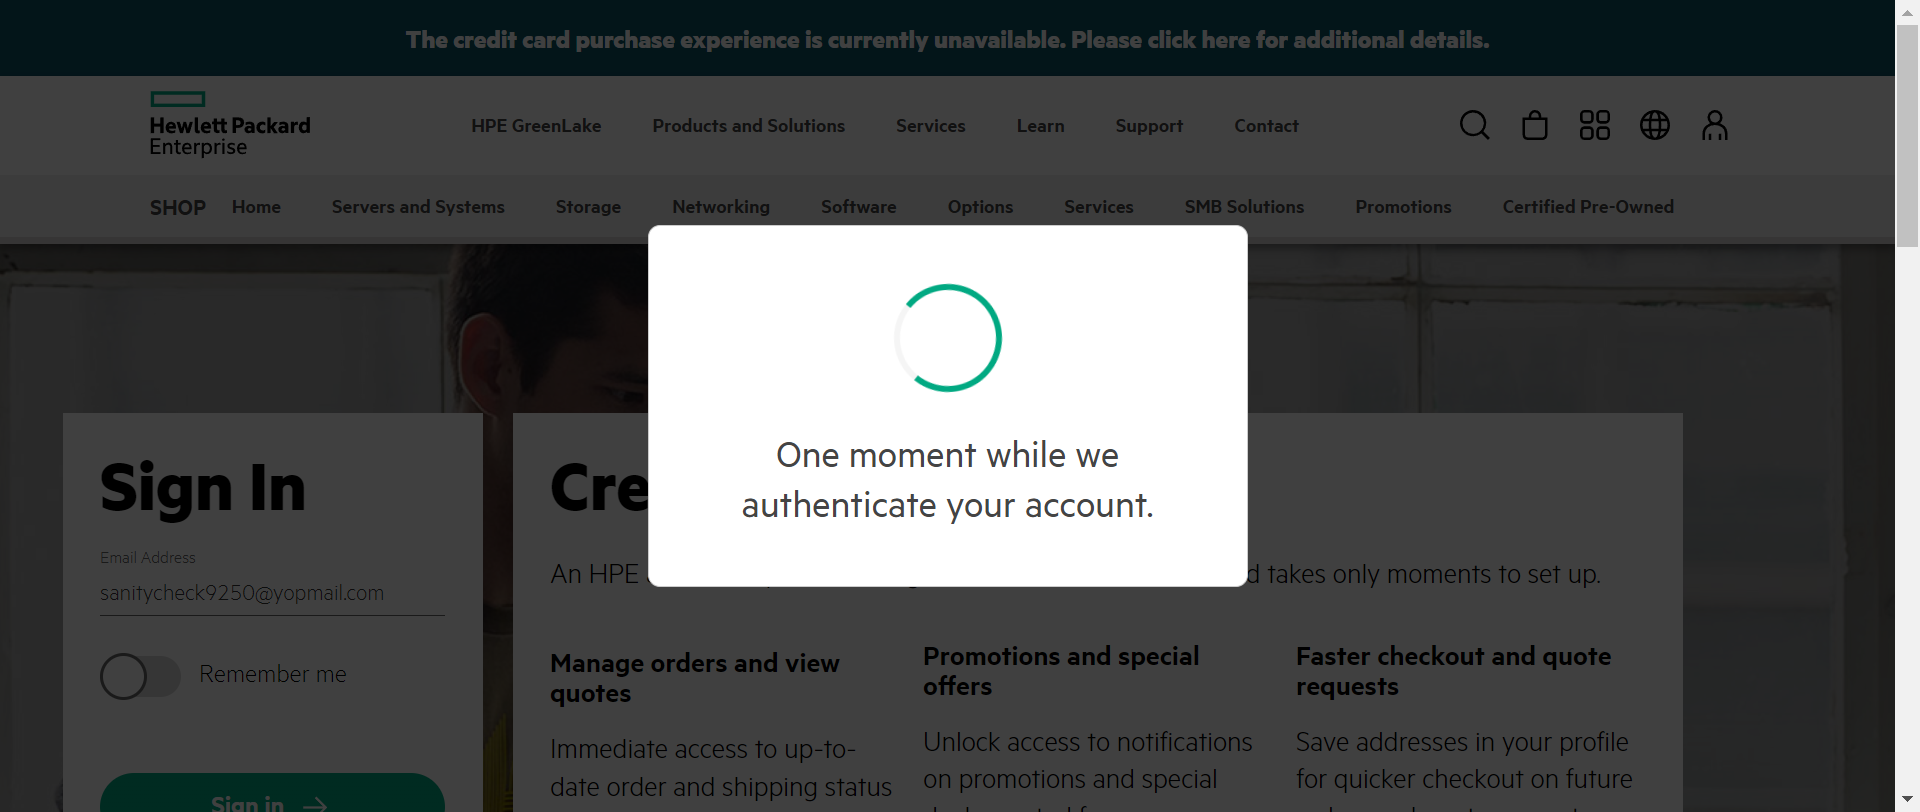 The credit card purchase experience is currently unavailable. Please click here for additional details.
Hewlett Packard
Enterprise
HPE GreenLake Products and Solutions Services Learn Support Contact
SHOP Home Servers and Systems Storage Networking Software Options Services SMB Solutions Promotions Certified Pre-Owned
One moment while we
authenticate your account.
Sign In
Email Address
sanitycheck9250@yopmail.com
Remember me
Sign in
Cre
An HPE
takes only moments to set up.
Manage orders and view
quotes
Immediate access to up-to-
date order and shipping status
Promotions and special
offers
Unlock access to notifications
on promotions and special
Faster checkout and quote
requests
Save addresses in your profile
for quicker checkout on future